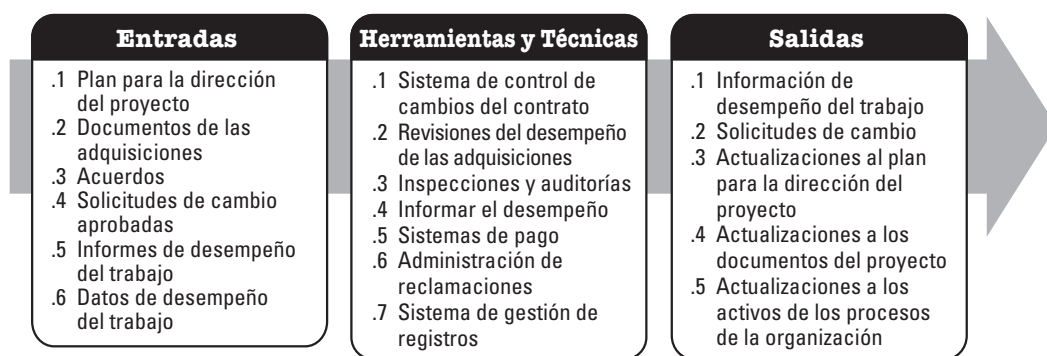 Entradas
.1 Plan para la dirección
del proyecto
.2 Documentos de las
adquisiciones
.3 Acuerdos
.4 Solicitudes de cambio
aprobadas
.5 Informes de desempeño
del trabajo
.6 Datos de desempeño
del trabajo
Herramientas y Técnicas
.1 Sistema de control de
cambios del contrato
.2 Revisiones del desempeño
de las adquisiciones
.3 Inspecciones y auditorías
.4 Informar el desempeño
.5 Sistemas de pago
.6 Administración de
reclamaciones
.7 Sistema de gestión de
registros
Salidas
.1 Información de
desempeño del trabajo
.2 Solicitudes de cambio
.3 Actualizaciones al plan
para la dirección del
proyecto
.4 Actualizaciones a los
documentos del proyecto
.5 Actualizaciones a los
activos de los procesos
de la organización